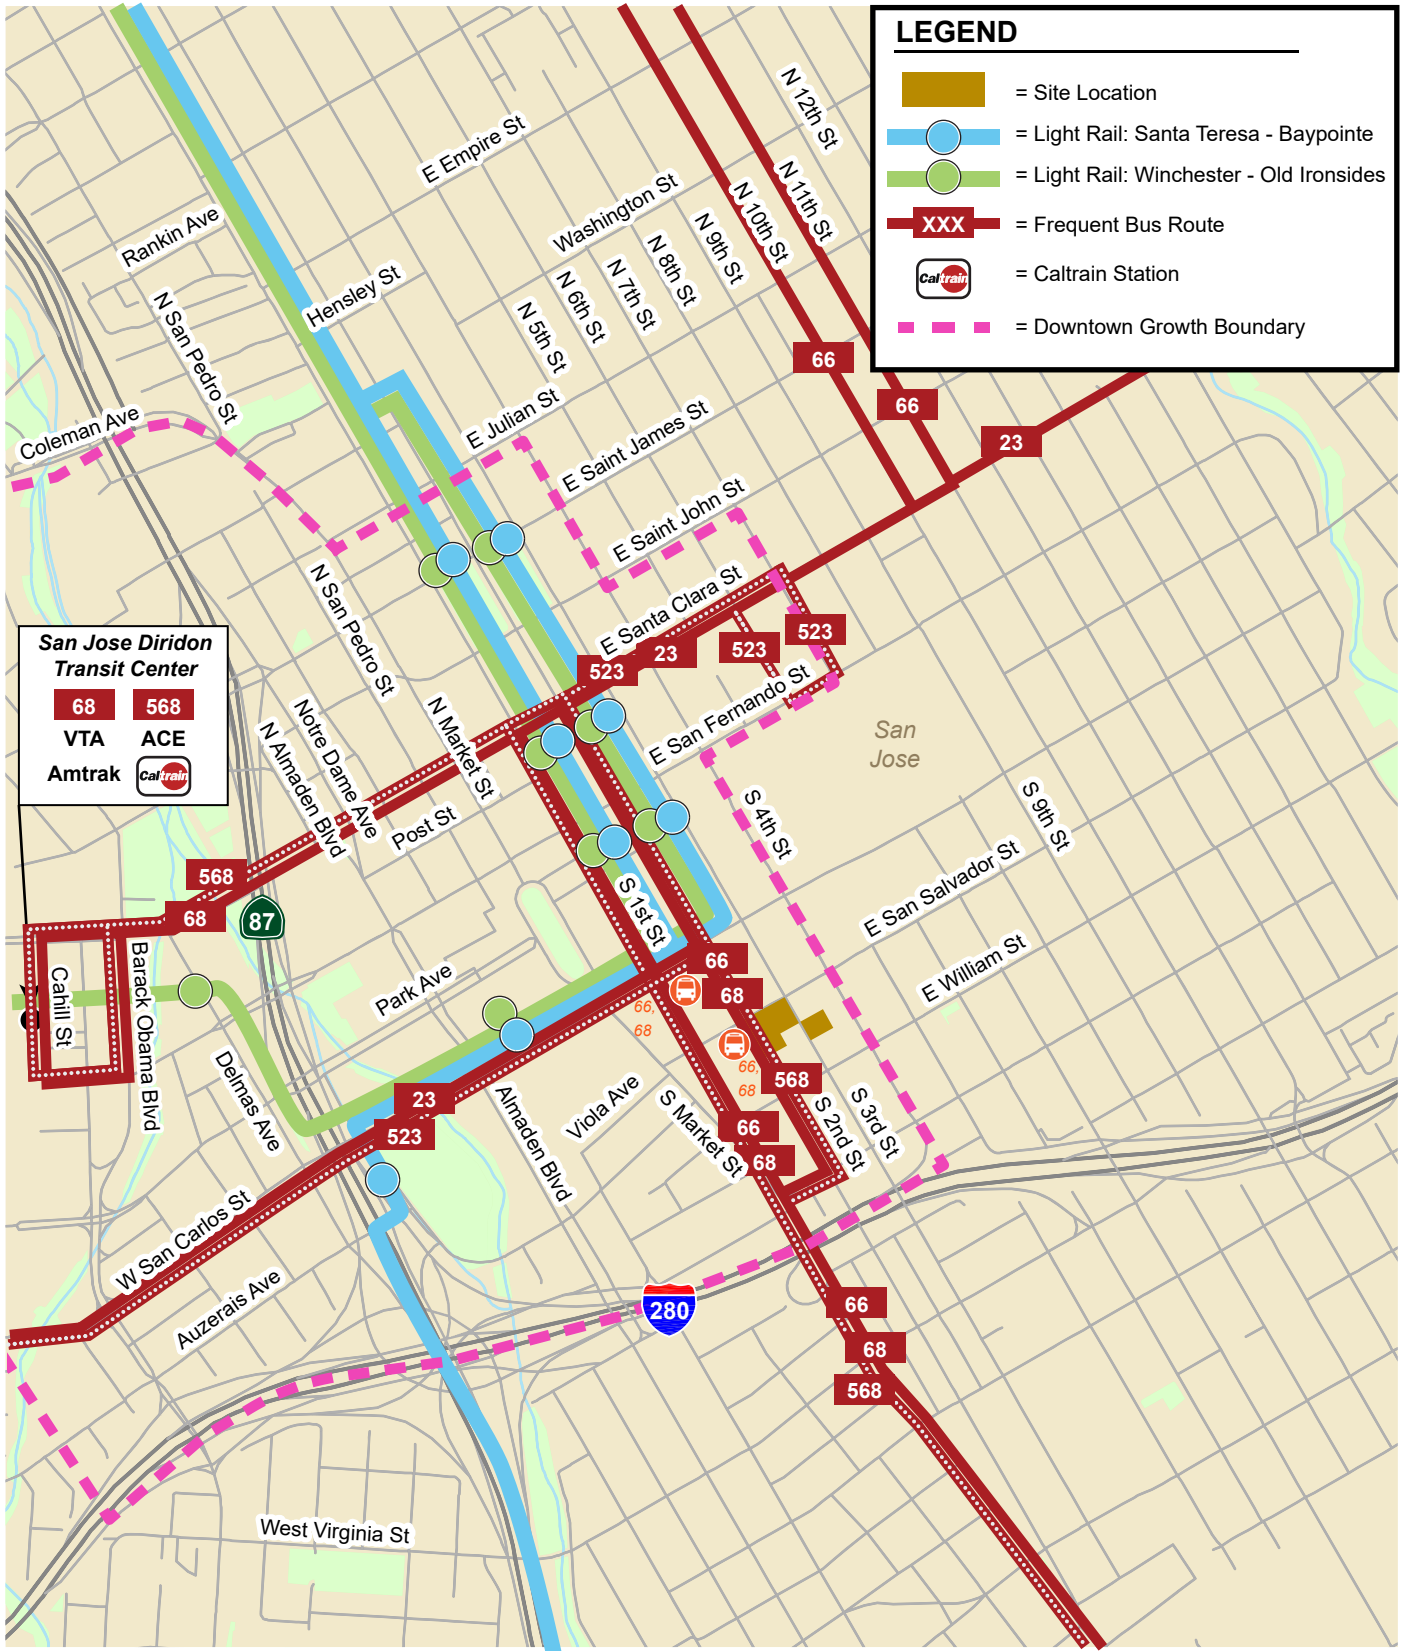 LEGEND
= Site Location
= Light Rail: Santa Teresa - Baypointe
= Light Rail: Winchester - Old Ironsides
XXX
= Frequent Bus Route
Caltrain
= Caltrain Station
= Downtown Growth Boundary
N 12th St
E Empire St
N 11th St
N 10th St
Washington St
Rankin Ave
N 9th St
N 8th St
N 7th St
N 6th St
N 5th St
Hensley St
N San Pedro St
66
66
Coleman Ave
E Julian St
E Saint James St
23
E Saint John St
N San Pedro St
E Santa Clara St
523
523
23
523
San Jose Diridon
Transit Center
68
568
VTA
ACE
Amtrak
Caltrain
E San Fernando St
San
Jose
N Market St
Notre Dame Ave
N Almaden Blvd
Post St
S 4th St
S 9th St
568
68
87
E San Salvador St
S 1st St
E William St
66
68
Park Ave
Cahill St
Barack Obama Blvd
66,
68
66,
68
568
Delmas Ave
23
523
Almaden Blvd
Viola Ave
S Market St
66
68
S 2nd St
S 3rd St
W San Carlos St
Auzerais Ave
280
66
68
568
West Virginia St